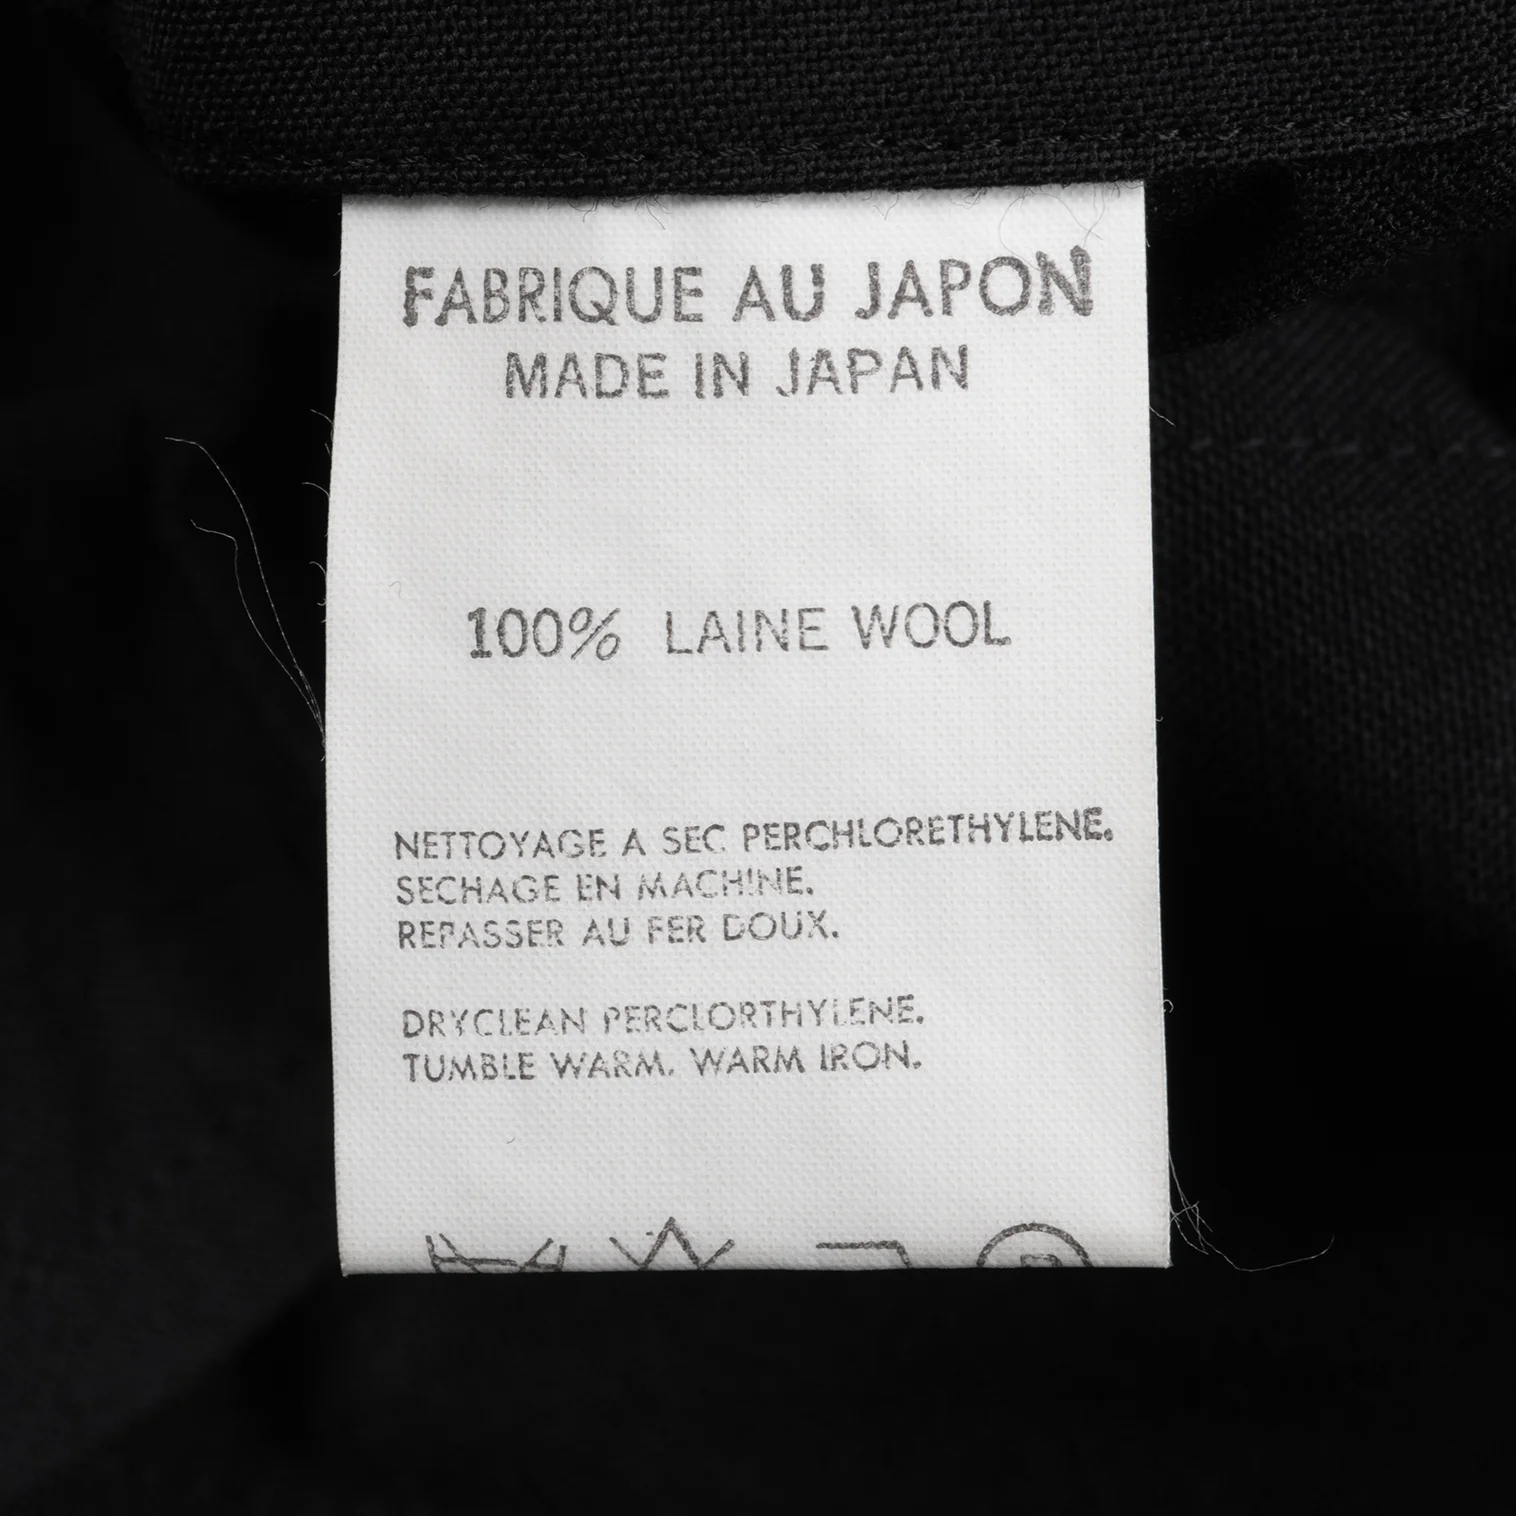 FABRIQUE AU JAPON
MADE IN JAPAN
100% LAINE WOOL
NETTOYAGE A SEC PERCHLORETHYLENE.
SECHAGE EN MACHINE.
REPASSER AU FER DOUX.
DRYCLEAN PERCLORTHYLENE.
TUMBLE WARM. WARM IRON.